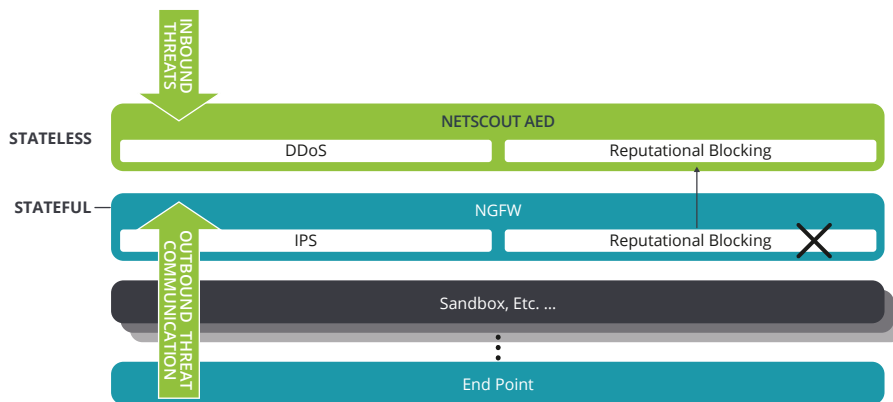 INBOUND
THREATS
NETSCOUT AED
STATELESS
DDoS
Reputational Blocking
STATEFUL
NGFW
IPS
Reputational Blocking
OUTBOUND THREAT
COMMUNICATION
Sandbox, Etc. ...
End Point